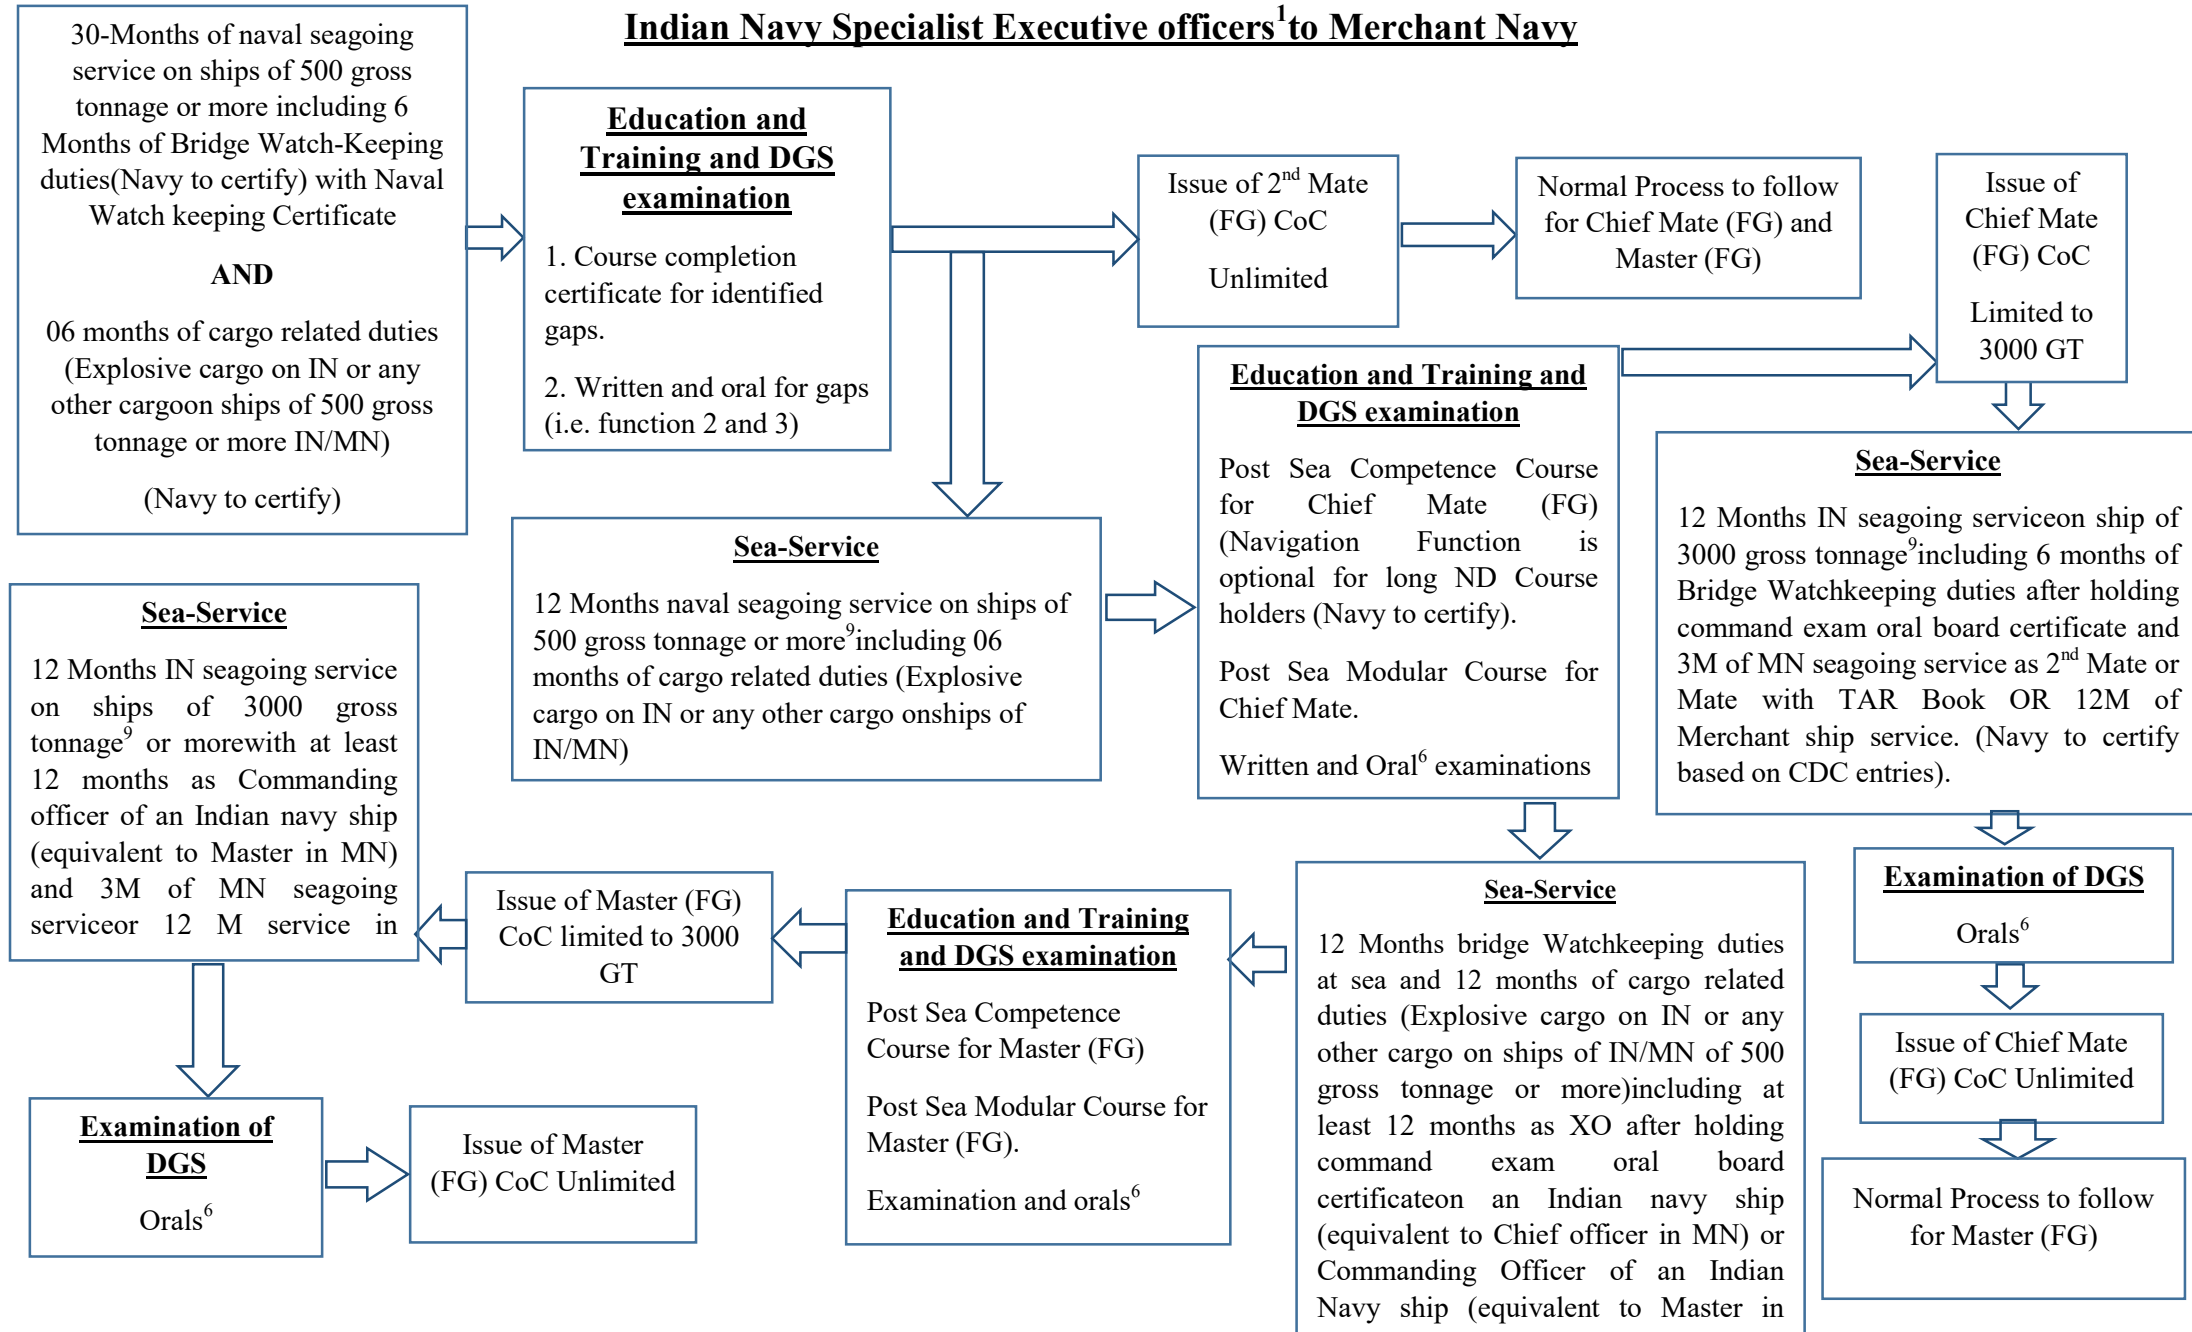 Indian Navy Specialist Executive officers1to Merchant Navy
30-Months of naval seagoing
service on ships of 500 gross
tonnage or more including 6
Months of Bridge Watch-Keeping
duties(Navy to certify) with Naval
Watch keeping Certificate
AND
06 months of cargo related duties
(Explosive cargo on IN or any
other cargoon ships of 500 gross
tonnage or more IN/MN)
(Navy to certify)
Education and
Training and DGS
examination
1. Course completion
certificate for identified
gaps.
2. Written and oral for gaps
(i.e. function 2 and 3)
Issue of 2nd Mate
(FG) CoC
Unlimited
Normal Process to follow
for Chief Mate (FG) and
Master (FG)
Issue of
Chief Mate
(FG) CoC
Limited to
3000 GT
Sea-Service
12 Months naval seagoing service on ships of
500 gross tonnage or more9including 06
months of cargo related duties (Explosive
cargo on IN or any other cargo onships of
IN/MN)
Education and Training and
DGS examination
Post Sea Competence Course
for Chief Mate (FG)
(Navigation Function is
optional for long ND Course
holders (Navy to certify).
Post Sea Modular Course for
Chief Mate.
Written and Oral6 examinations
Sea-Service
12 Months IN seagoing serviceon ship of
3000 gross tonnage9including 6 months of
Bridge Watchkeeping duties after holding
command exam oral board certificate and
3M of MN seagoing service as 2nd Mate or
Mate with TAR Book OR 12M of
Merchant ship service. (Navy to certify
based on CDC entries).
Sea-Service
12 Months IN seagoing service
on ships of 3000 gross
tonnage9 or morewith at least
12 months as Commanding
officer of an Indian navy ship
(equivalent to Master in MN)
and 3M of MN seagoing
serviceor 12 M service in
Issue of Master (FG)
CoC limited to 3000
GT
Education and Training
and DGS examination
Post Sea Competence
Course for Master (FG)
Post Sea Modular Course for
Master (FG).
Examination and orals6
Sea-Service
12 Months bridge Watchkeeping duties
at sea and 12 months of cargo related
duties (Explosive cargo on IN or any
other cargo on ships of IN/MN of 500
gross tonnage or more)including at
least 12 months as XO after holding
command exam oral board
certificateon an Indian navy ship
(equivalent to Chief officer in MN) or
Commanding Officer of an Indian
Navy ship (equivalent to Master in
Examination of DGS
Orals6
Issue of Chief Mate
(FG) CoC Unlimited
Normal Process to follow
for Master (FG)
Examination of
DGS
Orals6
Issue of Master
(FG) CoC Unlimited